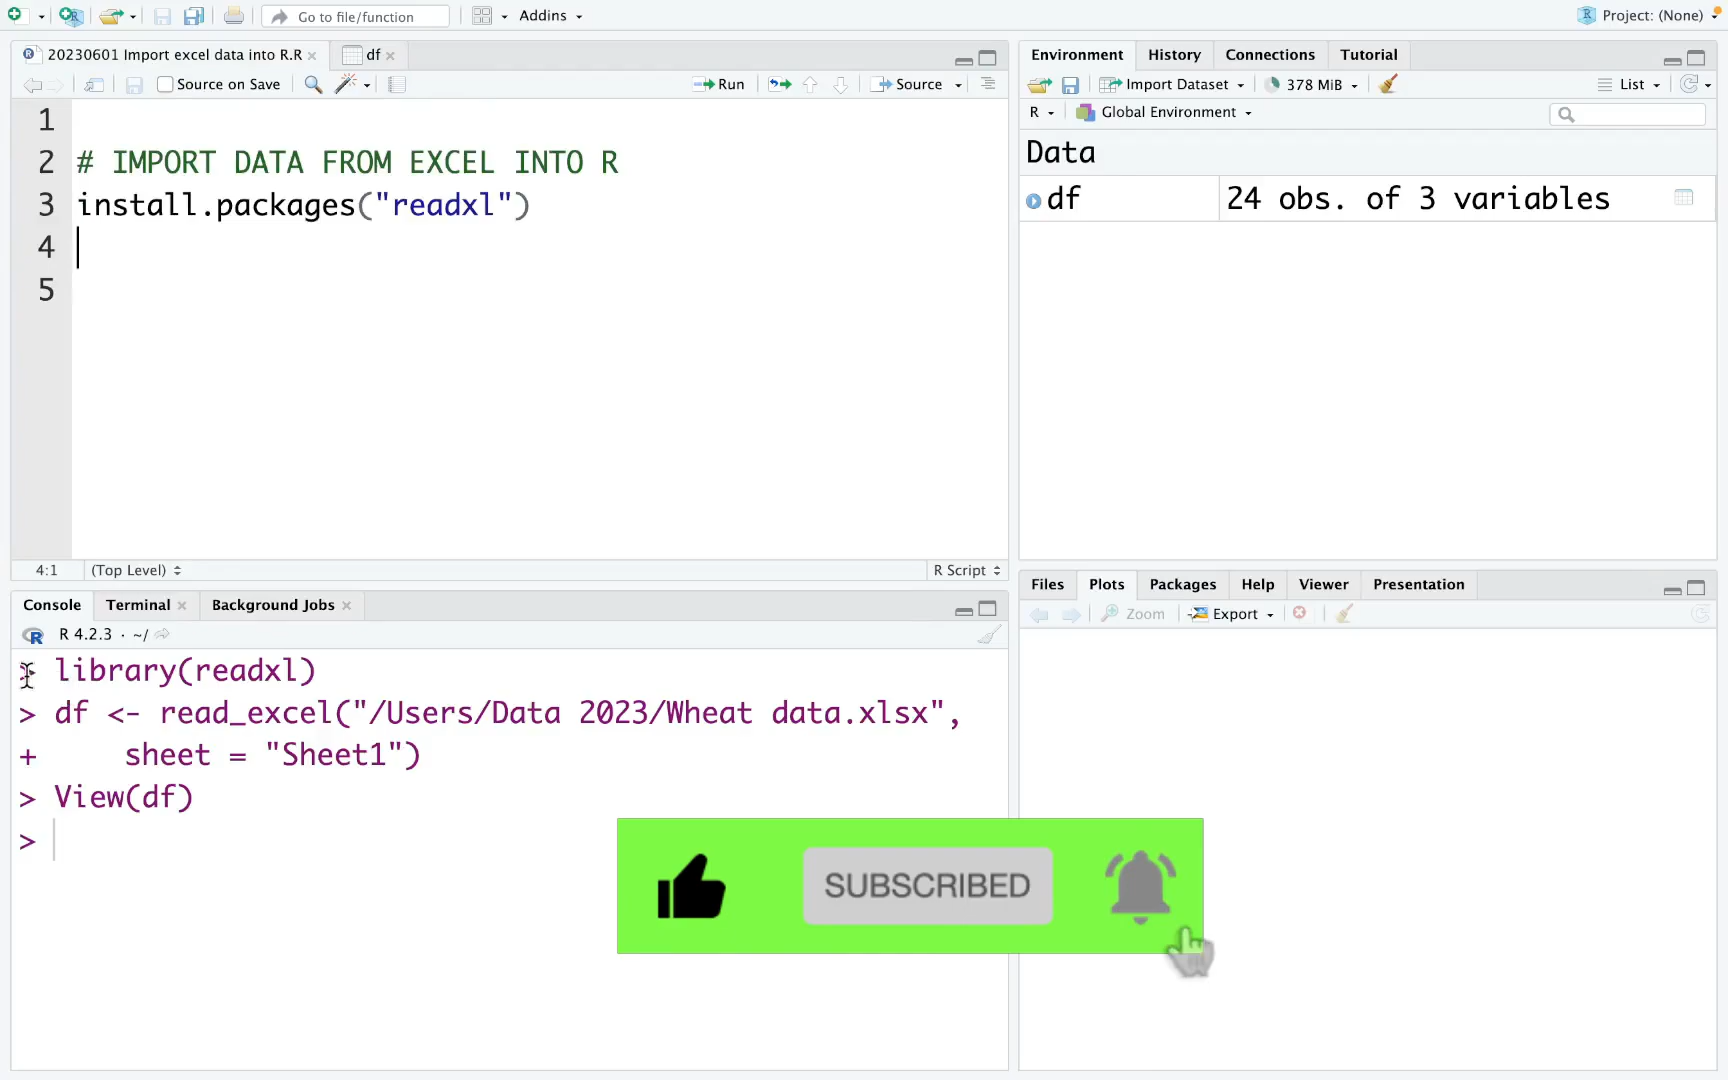 Go to file/function
Addins
Project: (None)
20230601 Import excel data into R.R
df
Source on Save
Run
Source
1
2 # IMPORT DATA FROM EXCEL INTO R
3 install.packages("readxl")
4
5
4:1 (Top Level)
R Script
Console
Terminal
Background Jobs
R 4.2.3 · ~/
> library(readxl)
> df <- read_excel("/Users/Data 2023/Wheat data.xlsx",
+     sheet = "Sheet1")
> View(df)
>
Environment
History
Connections
Tutorial
Import Dataset
378 MiB
List
R
Global Environment
Data
df
24 obs. of 3 variables
Files
Plots
Packages
Help
Viewer
Presentation
Zoom
Export
SUBSCRIBED